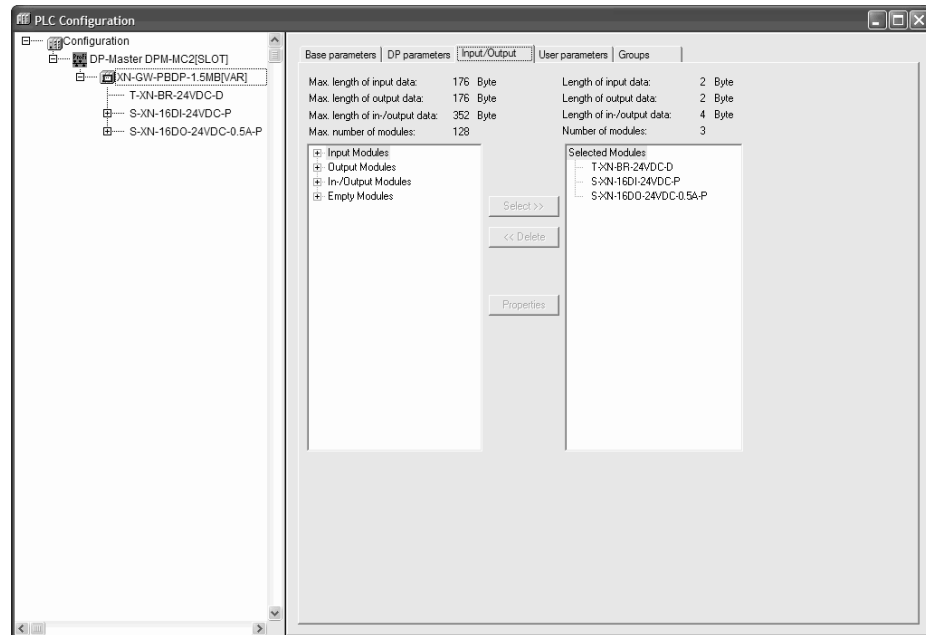 PLC Configuration
Configuration
DP-Master DPM-MC2[SLOT]
XN-GW-PBDP-1.5MB[VAR]
T-XN-BR-24VDC-D
S-XN-16DI-24VDC-P
S-XN-16DO-24VDC-0.5A-P
Base parameters DP parameters Input/Output User parameters Groups
Max. length of input data: 176 Byte Length of input data: 2 Byte
Max. length of output data: 176 Byte Length of output data: 2 Byte
Max. length of in-/output data: 352 Byte Length of in-/output data: 4 Byte
Max. number of modules: 128 Number of modules: 3
Input Modules
Output Modules
In-/Output Modules
Empty Modules
Select >>
<< Delete
Properties
Selected Modules
T-XN-BR-24VDC-D
S-XN-16DI-24VDC-P
S-XN-16DO-24VDC-0.5A-P